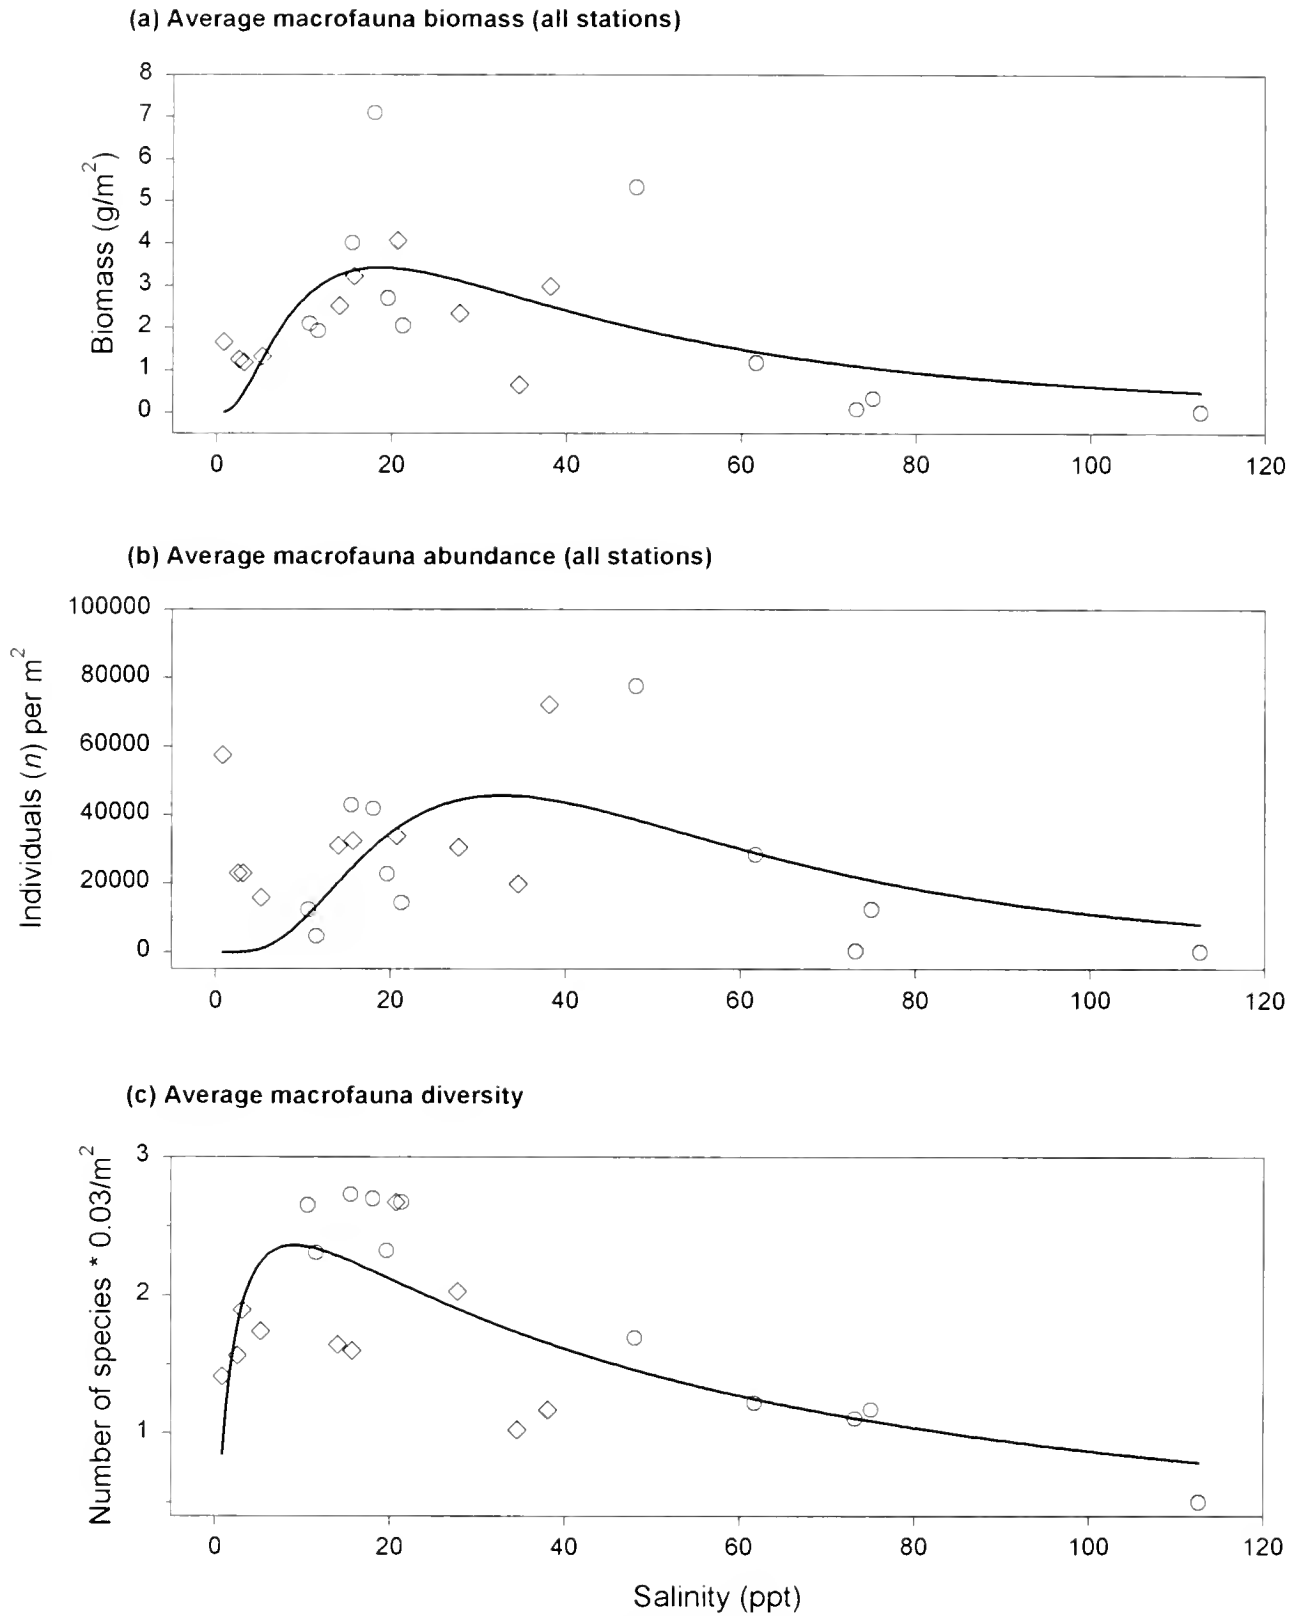 (a) Average macrofauna biomass (all stations)
8
7
6
5
4
3
2
1
0
Biomass (g/m²)
0 20 40 60 80 100 120
(b) Average macrofauna abundance (all stations)
100000
80000
60000
40000
20000
0
Individuals (n) per m²
0 20 40 60 80 100 120
(c) Average macrofauna diversity
3
2
1
Number of species * 0.03/m²
0 20 40 60 80 100 120
Salinity (ppt)